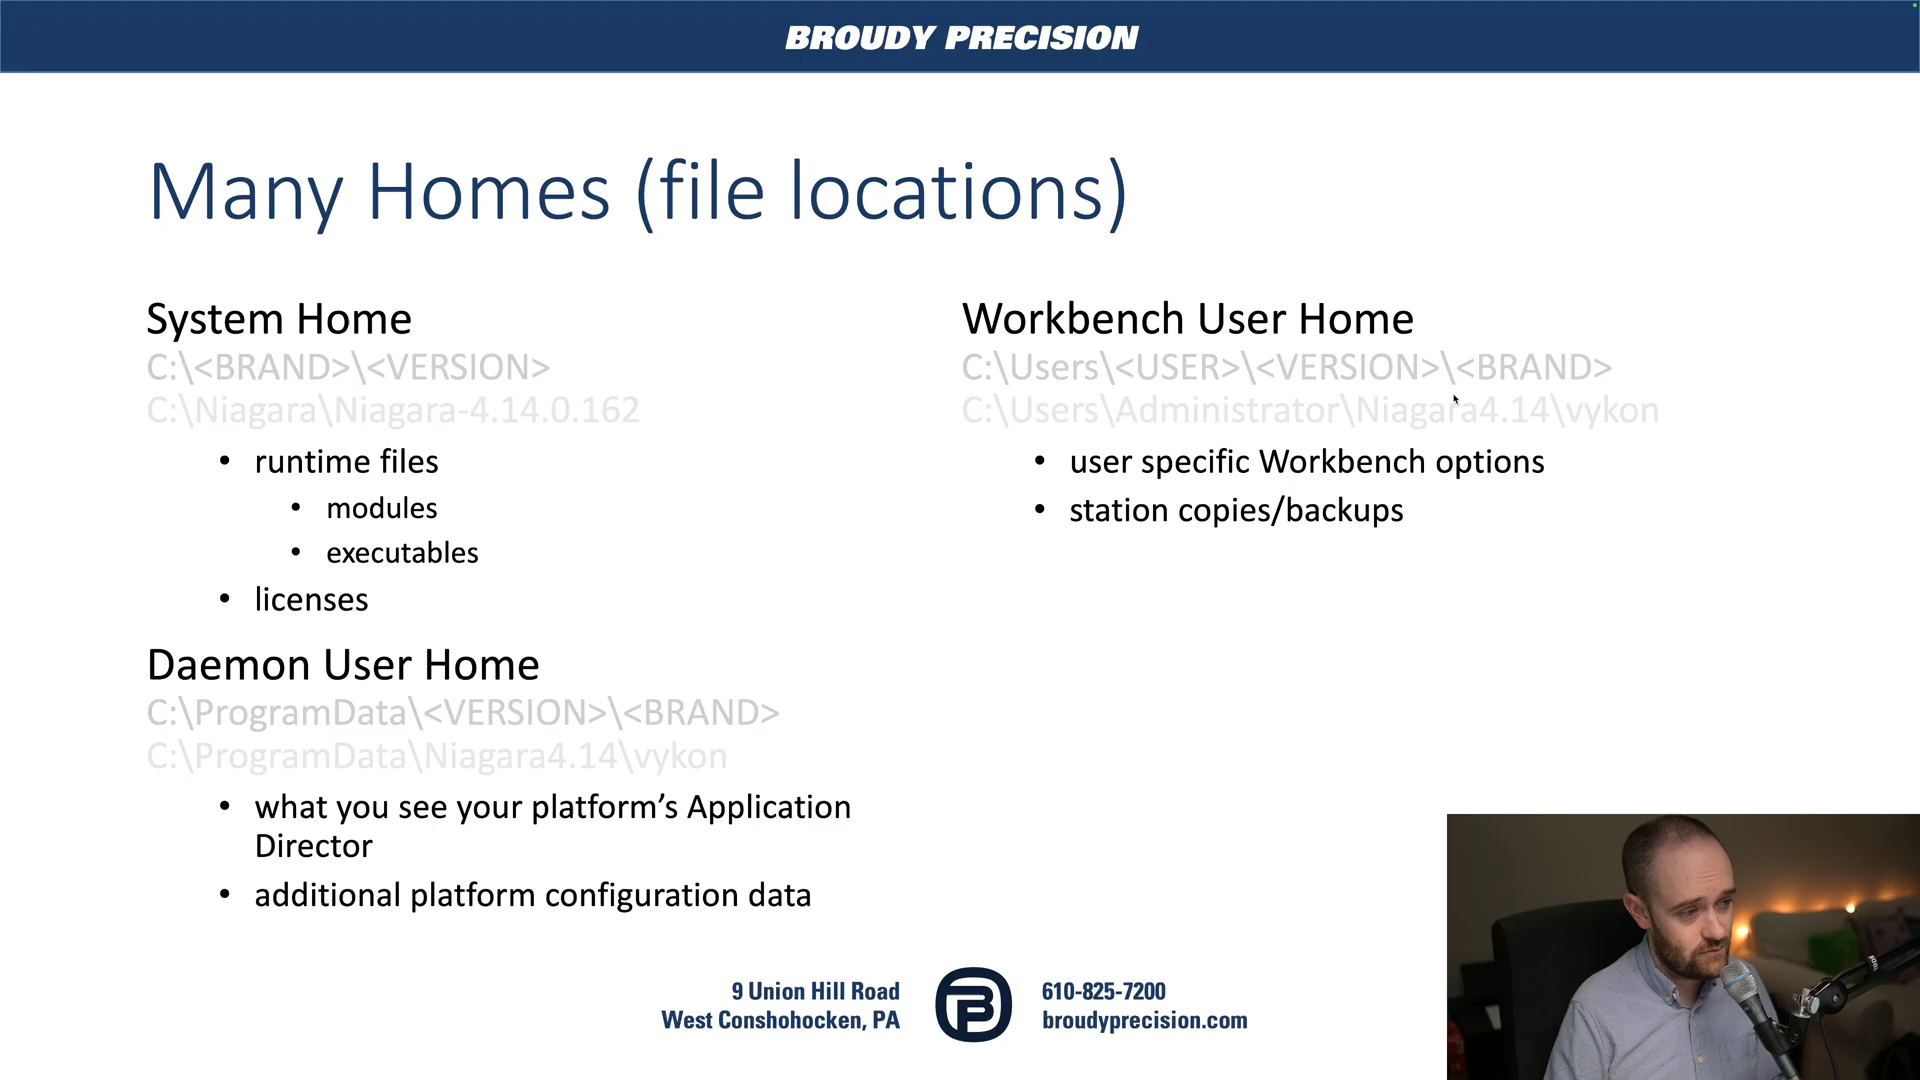 BROUDY PRECISION
Many Homes (file locations)
System Home
C:\<BRAND>\<VERSION>
C:\Niagara\Niagara-4.14.0.162
• runtime files
• modules
• executables
• licenses
Daemon User Home
C:\ProgramData\<VERSION>\<BRAND>
C:\ProgramData\Niagara4.14\vykon
• what you see your platform’s Application
Director
• additional platform configuration data
Workbench User Home
C:\Users\<USER>\<VERSION>\<BRAND>
C:\Users\Administrator\Niagara4.14\vykon
• user specific Workbench options
• station copies/backups
9 Union Hill Road
West Conshohocken, PA
610-825-7200
broudyprecision.com